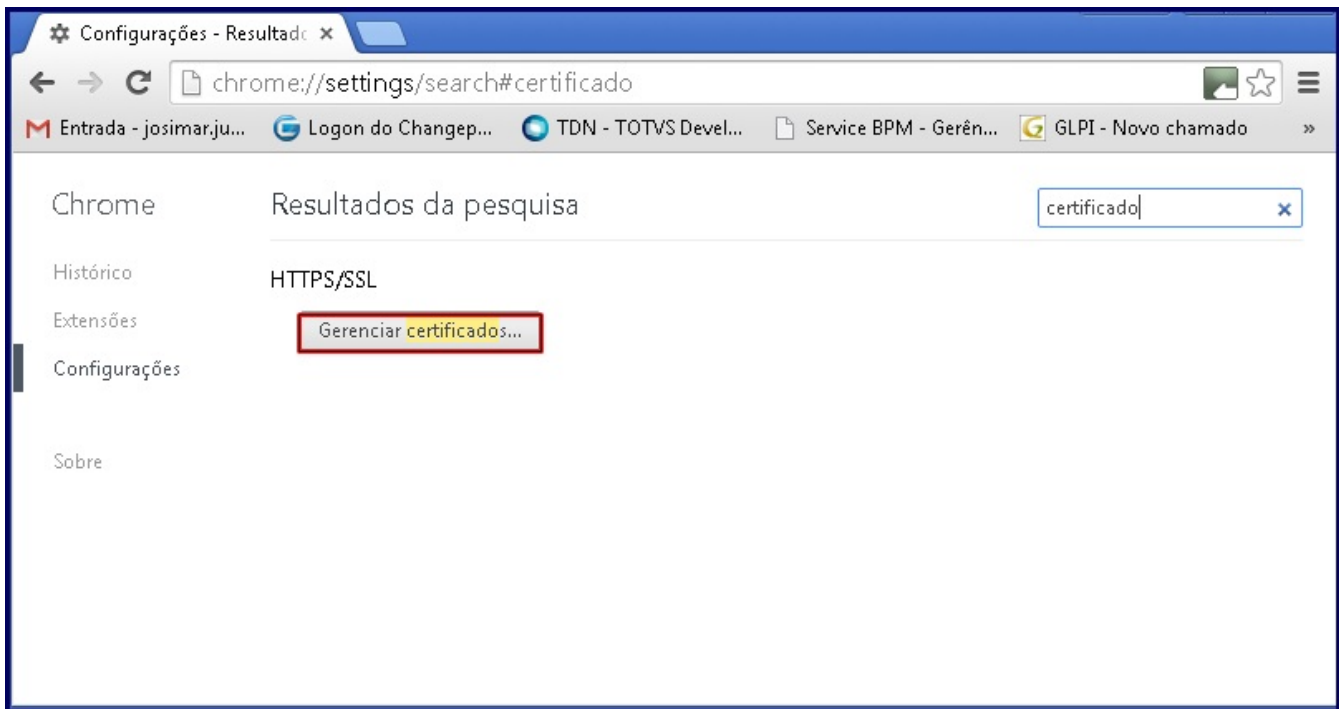 Configurações - Resultado
chrome://settings/search#certificado
Entrada - josimar.ju... Logon do Changep... TDN - TOTVS Devel... Service BPM - Gerên... GLPI - Novo chamado »
Chrome
Resultados da pesquisa
certificado
Histórico
HTTPS/SSL
Extensões
Gerenciar certificados...
Configurações
Sobre